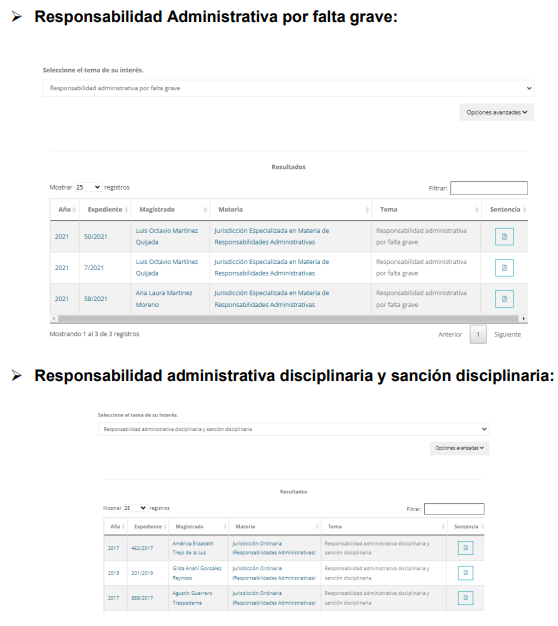 ➢ Responsabilidad Administrativa por falta grave:
Seleccione el tema de su interés.
Responsabilidad administrativa por falta grave
Opciones avanzadas
Resultados
Mostrar 25 registros Filtrar:
Año Expediente Magistrado Materia Tema Sentencia
2021 50/2021 Luis Octavio Martínez Quijada Jurisdicción Especializada en Materia de Responsabilidades Administrativas Responsabilidad administrativa por falta grave
2021 7/2021 Luis Octavio Martínez Quijada Jurisdicción Especializada en Materia de Responsabilidades Administrativas Responsabilidad administrativa por falta grave
2021 58/2021 Ana Laura Martínez Moreno Jurisdicción Especializada en Materia de Responsabilidades Administrativas Responsabilidad administrativa por falta grave
Mostrando 1 al 3 de 3 registros Anterior 1 Siguiente
➢ Responsabilidad administrativa disciplinaria y sanción disciplinaria:
Seleccione el tema de su interés.
Responsabilidad administrativa disciplinaria y sanción disciplinaria
Opciones avanzadas
Resultados
Mostrar 25 registros Filtrar:
Año Expediente Magistrado Materia Tema Sentencia
2017 462/2017 América Elizabeth Trejo de la Luz Jurisdicción Ordinaria (Responsabilidades Administrativas) Responsabilidad administrativa disciplinaria y sanción disciplinaria
2019 201/2019 Gilda Anahí González Reynoso Jurisdicción Ordinaria (Responsabilidades Administrativas) Responsabilidad administrativa disciplinaria y sanción disciplinaria
2017 888/2017 Agustín Guerrero Traspaderne Jurisdicción Ordinaria (Responsabilidades Administrativas) Responsabilidad administrativa disciplinaria y sanción disciplinaria